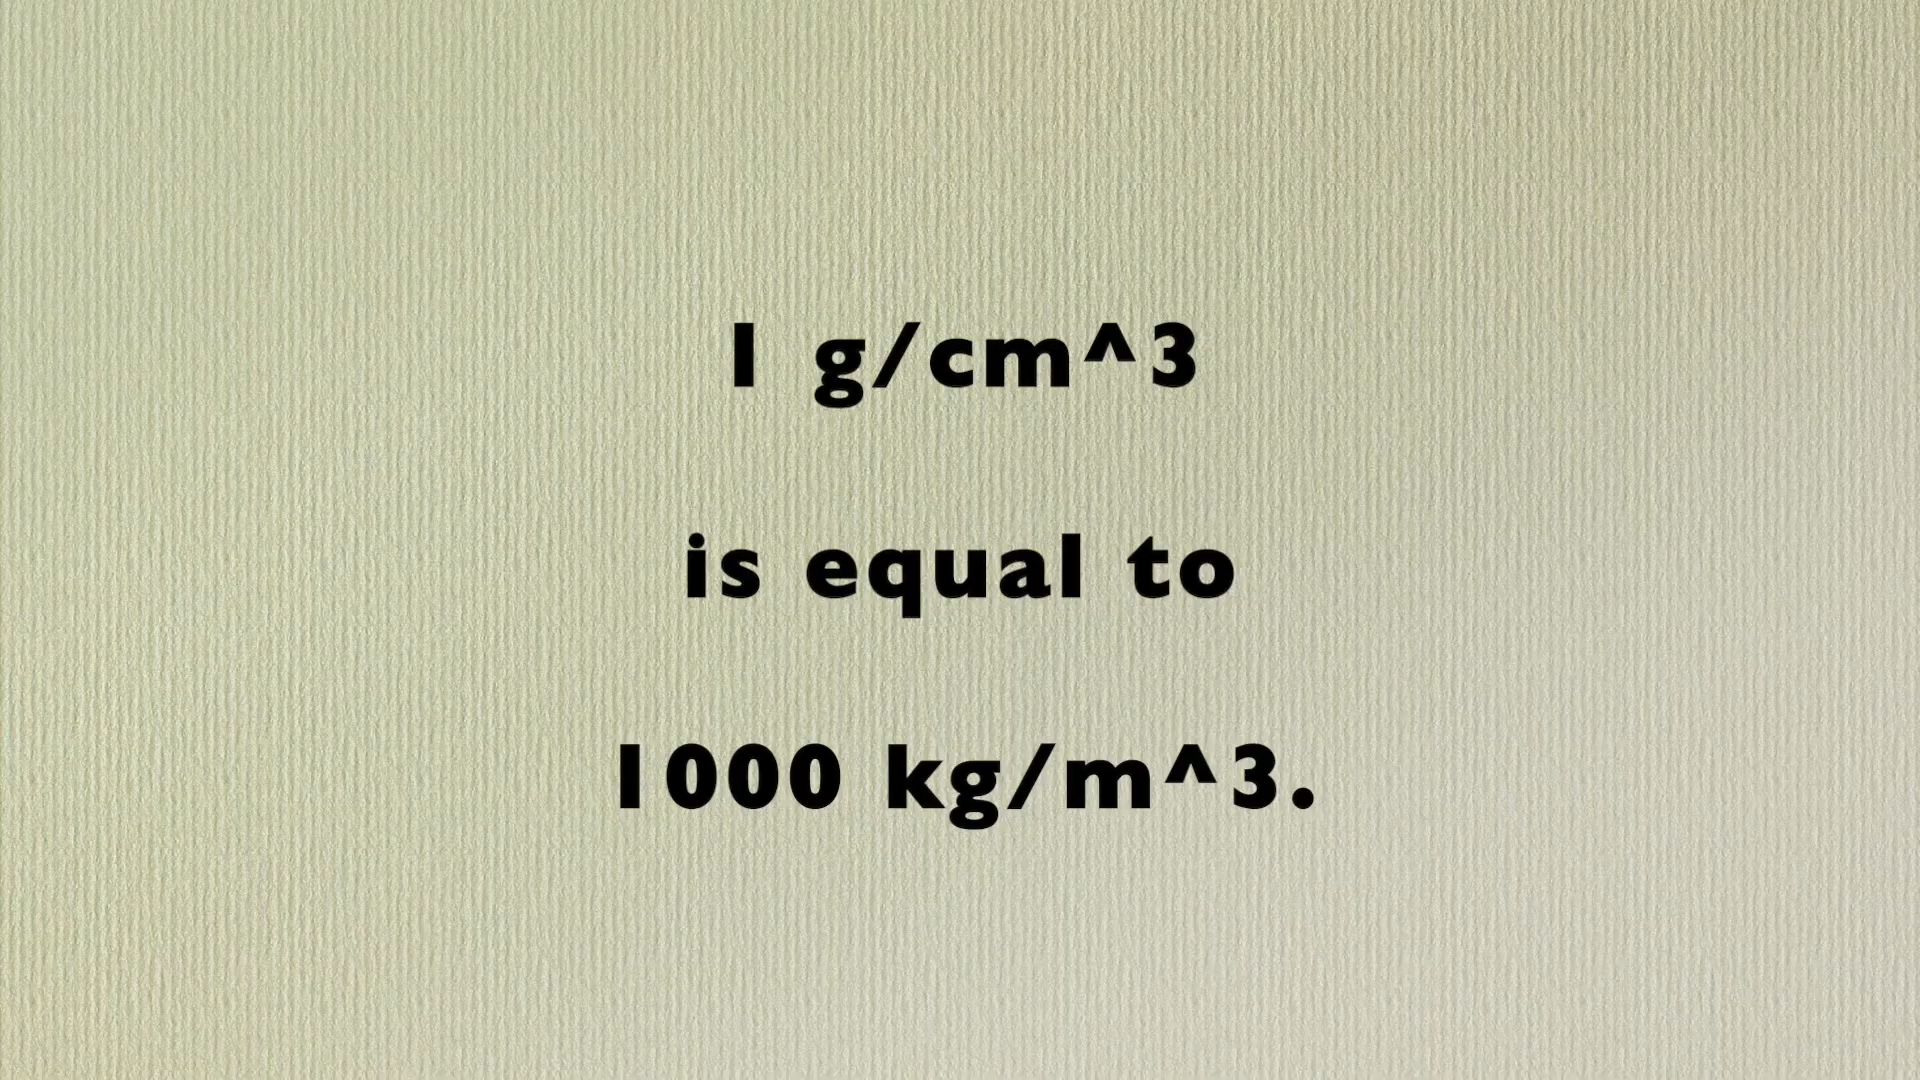 1 g/cm^3
is equal to
1000 kg/m^3.